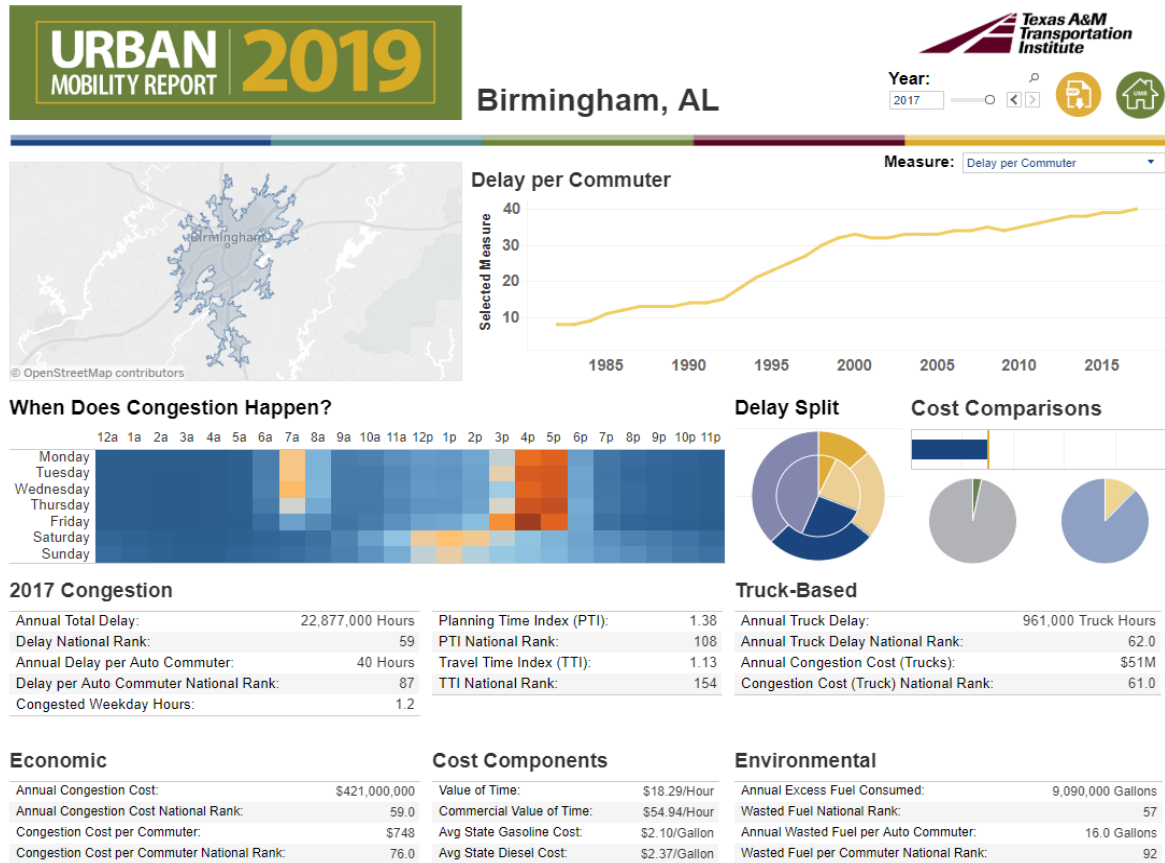 URBAN
MOBILITY REPORT
2019
Birmingham, AL
Texas A&M
Transportation
Institute
Year:
2017
PDF
UMR
Measure: Delay per Commuter
Birmingham
© OpenStreetMap contributors
Delay per Commuter
Selected Measure
40
30
20
10
1985 1990 1995 2000 2005 2010 2015
When Does Congestion Happen?
12a 1a 2a 3a 4a 5a 6a 7a 8a 9a 10a 11a 12p 1p 2p 3p 4p 5p 6p 7p 8p 9p 10p 11p
Monday
Tuesday
Wednesday
Thursday
Friday
Saturday
Sunday
Delay Split
Cost Comparisons
2017 Congestion
Annual Total Delay: 22,877,000 Hours
Delay National Rank: 59
Annual Delay per Auto Commuter: 40 Hours
Delay per Auto Commuter National Rank: 87
Congested Weekday Hours: 1.2
Planning Time Index (PTI): 1.38
PTI National Rank: 108
Travel Time Index (TTI): 1.13
TTI National Rank: 154
Truck-Based
Annual Truck Delay: 961,000 Truck Hours
Annual Truck Delay National Rank: 62.0
Annual Congestion Cost (Trucks): $51M
Congestion Cost (Truck) National Rank: 61.0
Economic
Annual Congestion Cost: $421,000,000
Annual Congestion Cost National Rank: 59.0
Congestion Cost per Commuter: $748
Congestion Cost per Commuter National Rank: 76.0
Cost Components
Value of Time: $18.29/Hour
Commercial Value of Time: $54.94/Hour
Avg State Gasoline Cost: $2.10/Gallon
Avg State Diesel Cost: $2.37/Gallon
Environmental
Annual Excess Fuel Consumed: 9,090,000 Gallons
Wasted Fuel National Rank: 57
Annual Wasted Fuel per Auto Commuter: 16.0 Gallons
Wasted Fuel per Commuter National Rank: 92